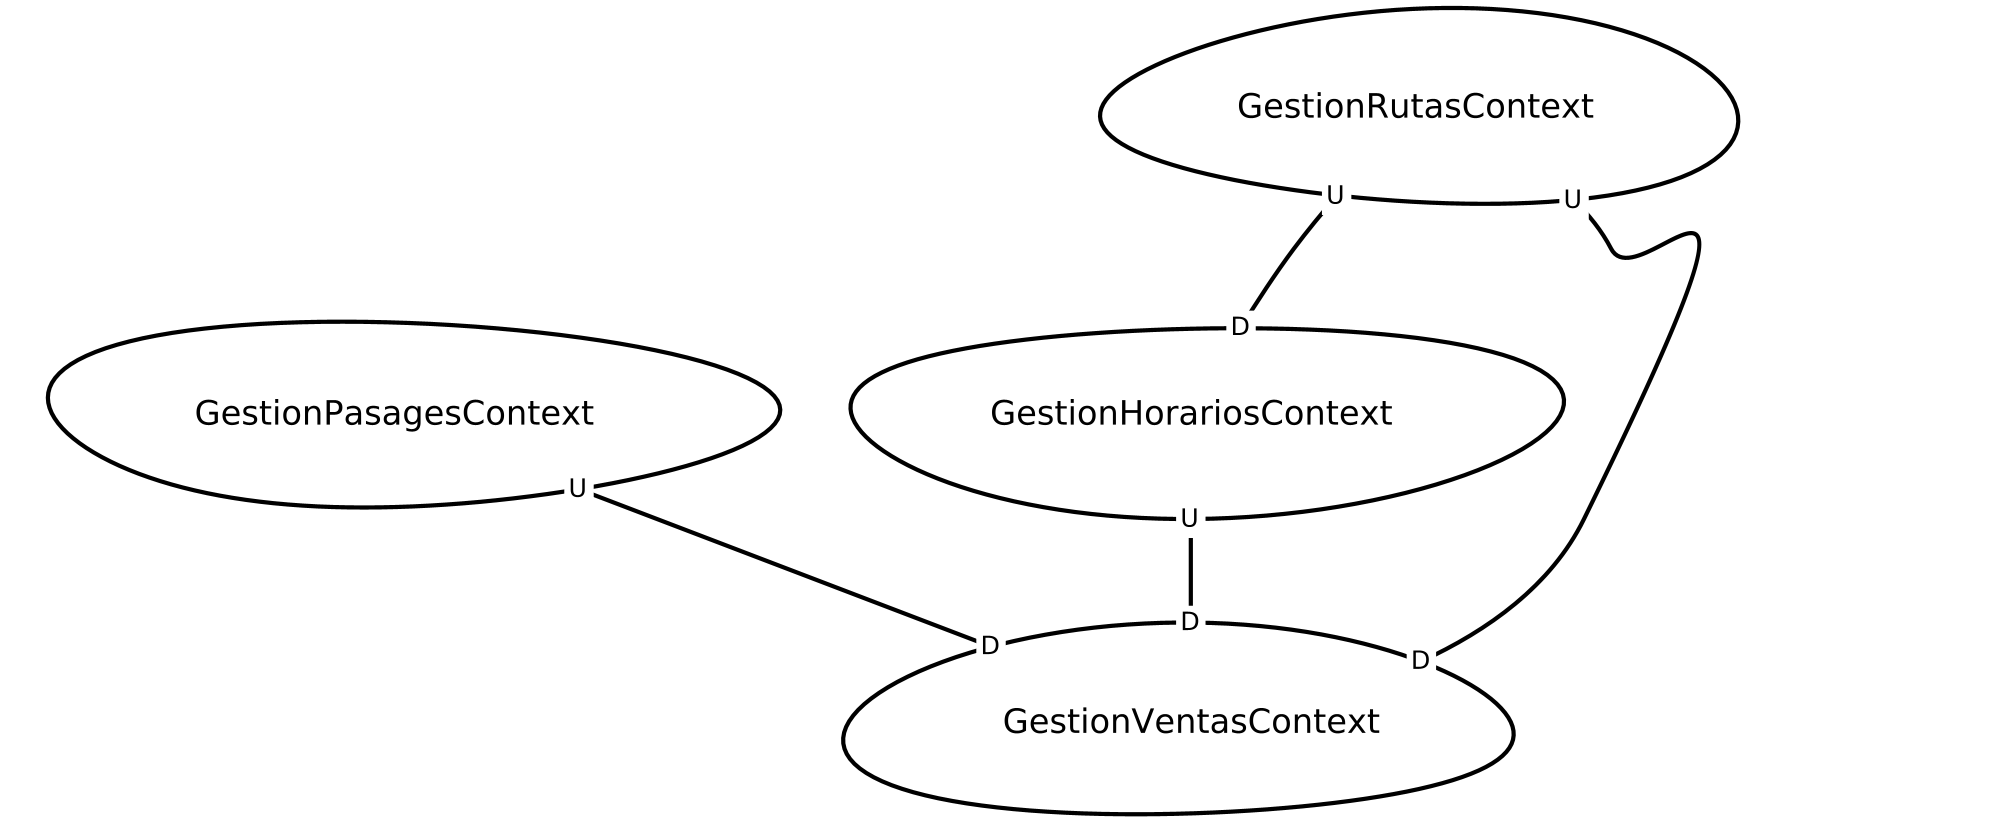 GestionRutasContext
U
U
D
GestionPasagesContext
GestionHorariosContext
U
U
D
D
D
GestionVentasContext